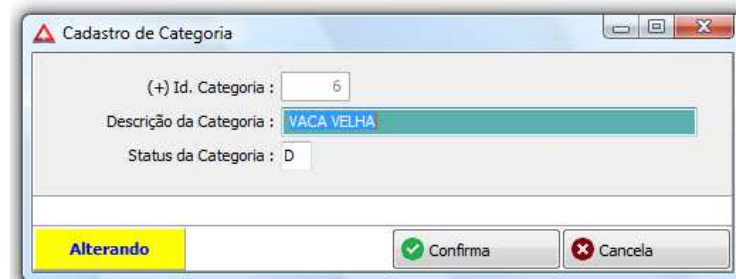 Cadastro de Categoria
(+) Id. Categoria : 6
Descrição da Categoria : VACA VELHA
Status da Categoria : D
Alterando Confirma Cancela